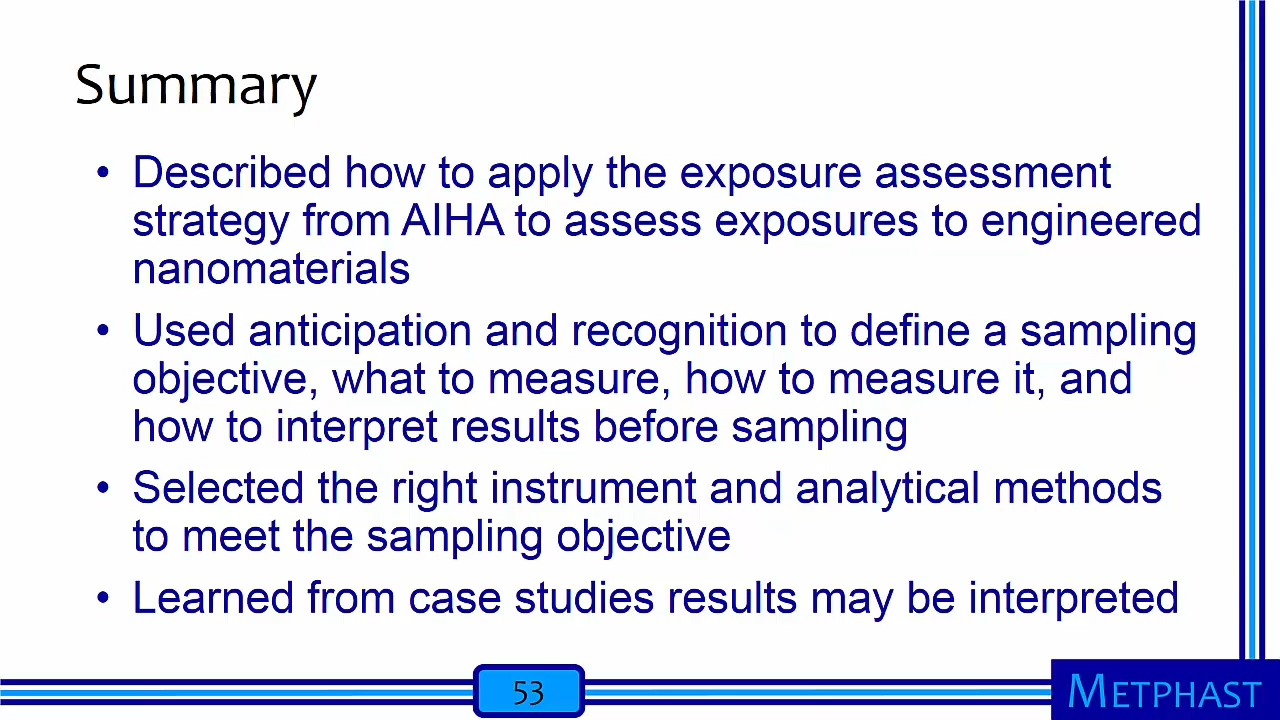 Summary
• Described how to apply the exposure assessment
strategy from AIHA to assess exposures to engineered
nanomaterials
• Used anticipation and recognition to define a sampling
objective, what to measure, how to measure it, and
how to interpret results before sampling
• Selected the right instrument and analytical methods
to meet the sampling objective
• Learned from case studies results may be interpreted
53
METPHAST